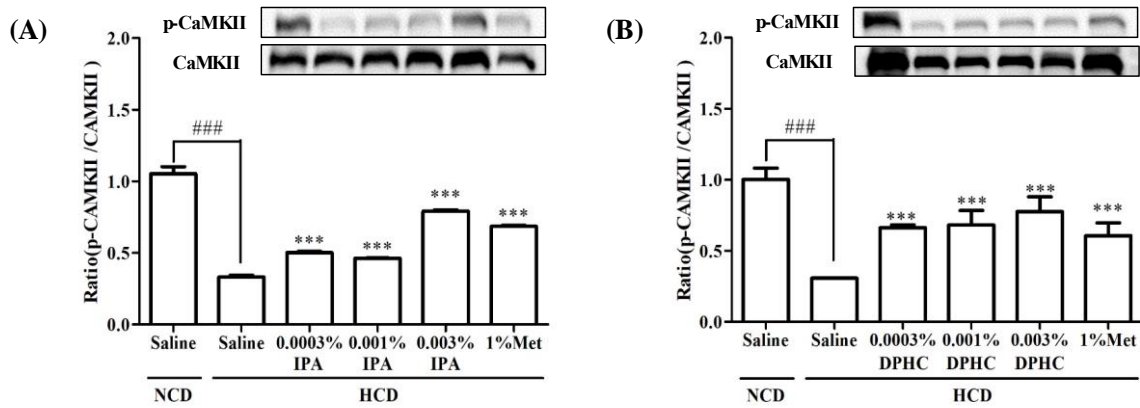 (A)
p-CaMKII
CaMKII
Ratio(p-CAMKII /CAMKII )
2.0
1.5
1.0
0.5
0.0
###
*** *** *** ***
Saline Saline 0.0003% IPA 0.001% IPA 0.003% IPA 1%Met
NCD HCD
(B)
p-CaMKII
CaMKII
Ratio(p-CAMKII /CAMKII )
2.0
1.5
1.0
0.5
0.0
###
*** *** *** ***
Saline Saline 0.0003% DPHC 0.001% DPHC 0.003% DPHC 1%Met
NCD HCD